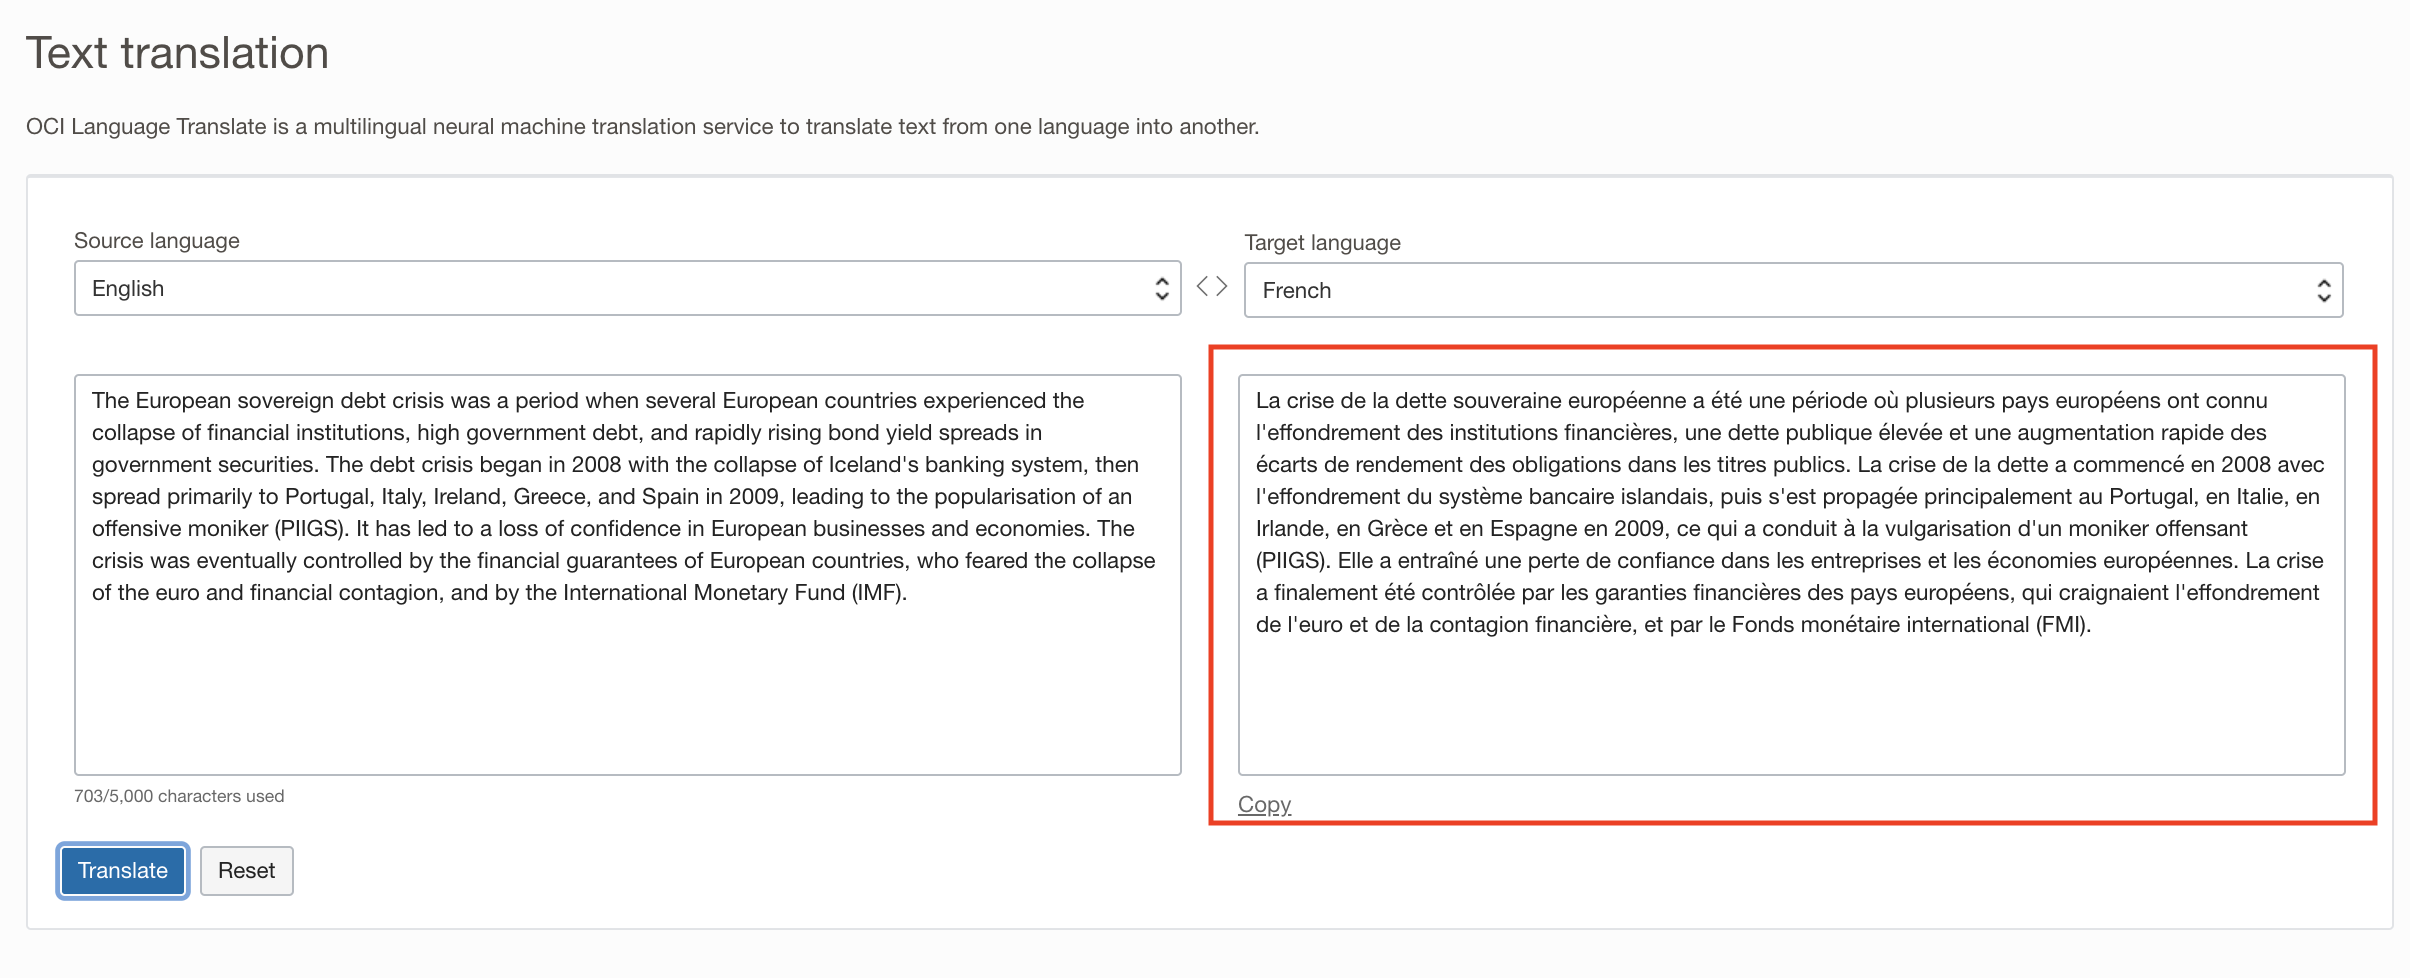 Text translation
OCI Language Translate is a multilingual neural machine translation service to translate text from one language into another.
Source language
English
Target language
French
The European sovereign debt crisis was a period when several European countries experienced the
collapse of financial institutions, high government debt, and rapidly rising bond yield spreads in
government securities. The debt crisis began in 2008 with the collapse of Iceland's banking system, then
spread primarily to Portugal, Italy, Ireland, Greece, and Spain in 2009, leading to the popularisation of an
offensive moniker (PIIGS). It has led to a loss of confidence in European businesses and economies. The
crisis was eventually controlled by the financial guarantees of European countries, who feared the collapse
of the euro and financial contagion, and by the International Monetary Fund (IMF).
703/5,000 characters used
La crise de la dette souveraine européenne a été une période où plusieurs pays européens ont connu
l'effondrement des institutions financières, une dette publique élevée et une augmentation rapide des
écarts de rendement des obligations dans les titres publics. La crise de la dette a commencé en 2008 avec
l'effondrement du système bancaire islandais, puis s'est propagée principalement au Portugal, en Italie, en
Irlande, en Grèce et en Espagne en 2009, ce qui a conduit à la vulgarisation d'un moniker offensant
(PIIGS). Elle a entraîné une perte de confiance dans les entreprises et les économies européennes. La crise
a finalement été contrôlée par les garanties financières des pays européens, qui craignaient l'effondrement
de l'euro et de la contagion financière, et par le Fonds monétaire international (FMI).
Copy
Translate
Reset